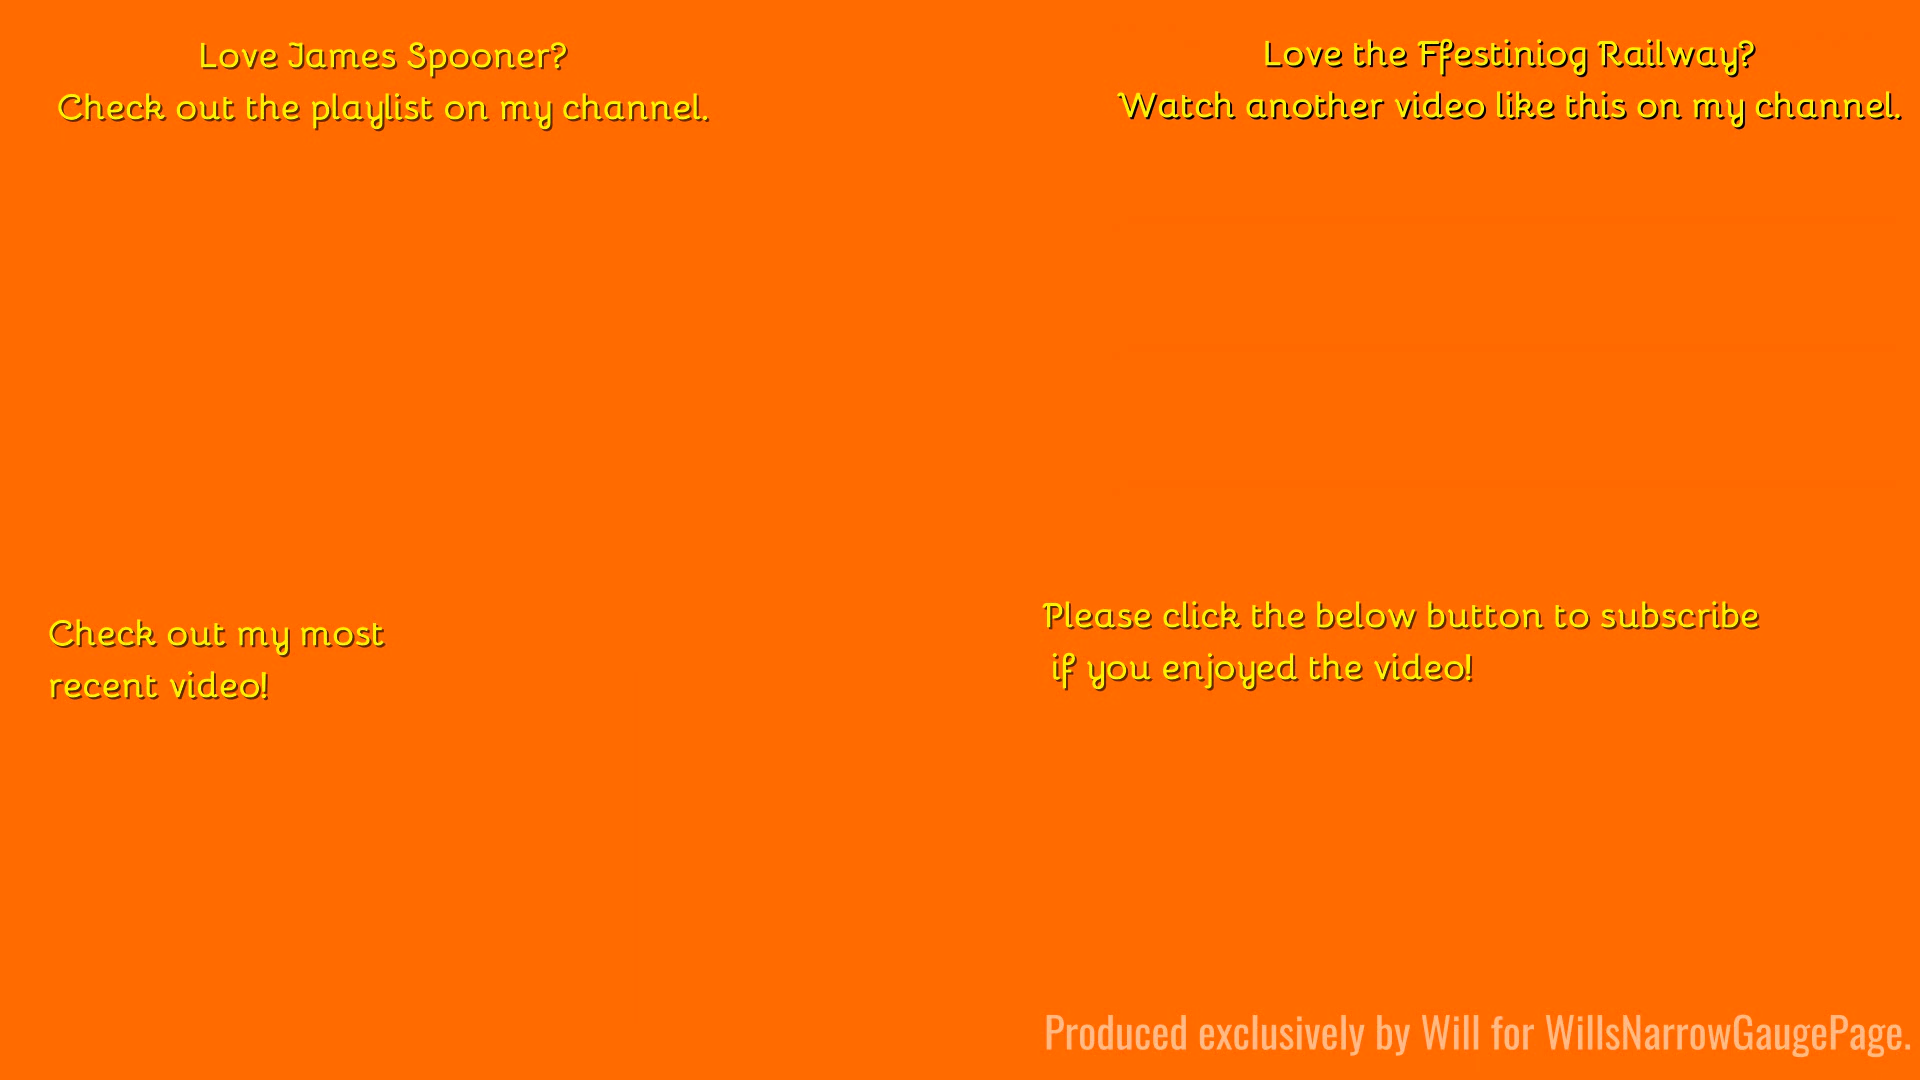 Love James Spooner?
Check out the playlist on my channel.
Love the Ffestiniog Railway?
Watch another video like this on my channel.
Check out my most
recent video!
Please click the below button to subscribe
if you enjoyed the video!
Produced exclusively by Will for WillsNarrowGaugePage.